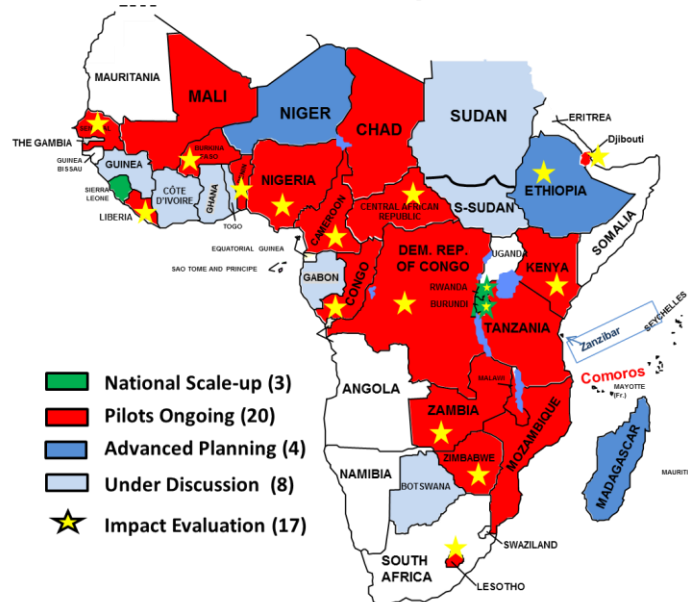 MAURITANIA
MALI
NIGER
CHAD
SUDAN
ERITREA
Djibouti
THE GAMBIA
GUINEA
BISSAU
GUINEA
SIERRA
LEONE
LIBERIA
CÔTE
D'IVOIRE
GHANA
TOGO
NIGERIA
CAMEROON
CENTRAL AFRICAN
REPUBLIC
S-SUDAN
ETHIOPIA
SOMALIA
EQUATORIAL GUINEA
SAO TOME AND PRINCIPE
GABON
CONGO
DEM. REP.
OF CONGO
UGANDA
KENYA
RWANDA
BURUNDI
TANZANIA
SEYCHELLES
Zanzibar
Comoros
MAYOTTE
(Fr.)
ANGOLA
MALAWI
ZAMBIA
MOZAMBIQUE
ZIMBABWE
MADAGASCAR
MAURITI
NAMIBIA
BOTSWANA
SWAZILAND
SOUTH
AFRICA
LESOTHO
National Scale-up (3)
Pilots Ongoing (20)
Advanced Planning (4)
Under Discussion (8)
Impact Evaluation (17)